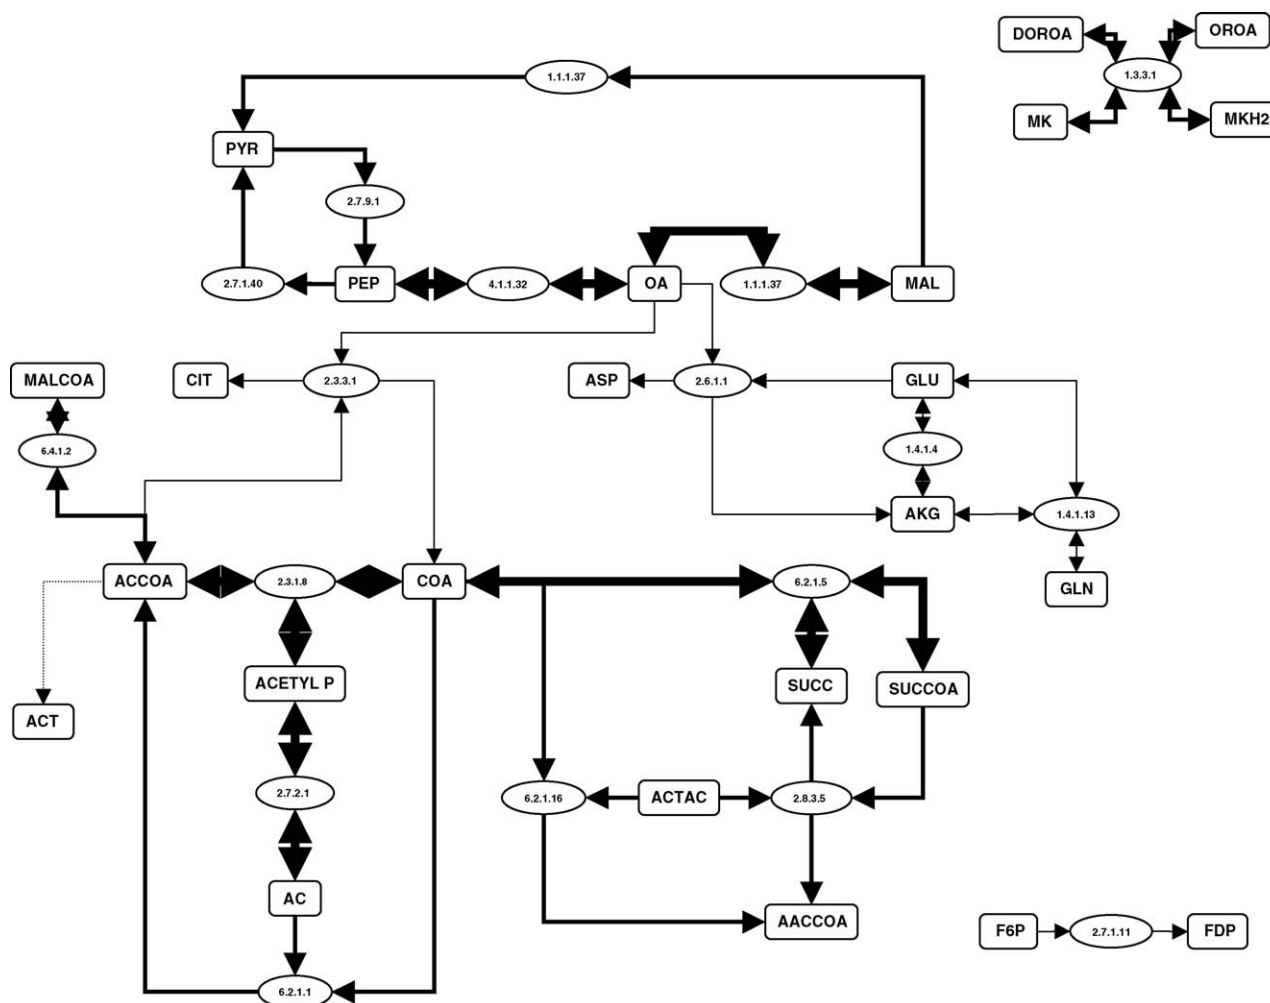 DOROA
OROA
1.3.3.1
MK
MKH2
1.1.1.37
PYR
2.7.9.1
2.7.1.40
PEP
4.1.1.32
OA
1.1.1.37
MAL
MALCOA
CIT
2.3.3.1
ASP
2.6.1.1
GLU
6.4.1.2
1.4.1.4
AKG
1.4.1.13
ACCOA
2.3.1.8
COA
6.2.1.5
GLN
ACT
ACETYL P
SUCC
SUCCOA
2.7.2.1
6.2.1.16
ACTAC
2.8.3.5
AC
AACCOA
F6P
2.7.1.11
FDP
6.2.1.1